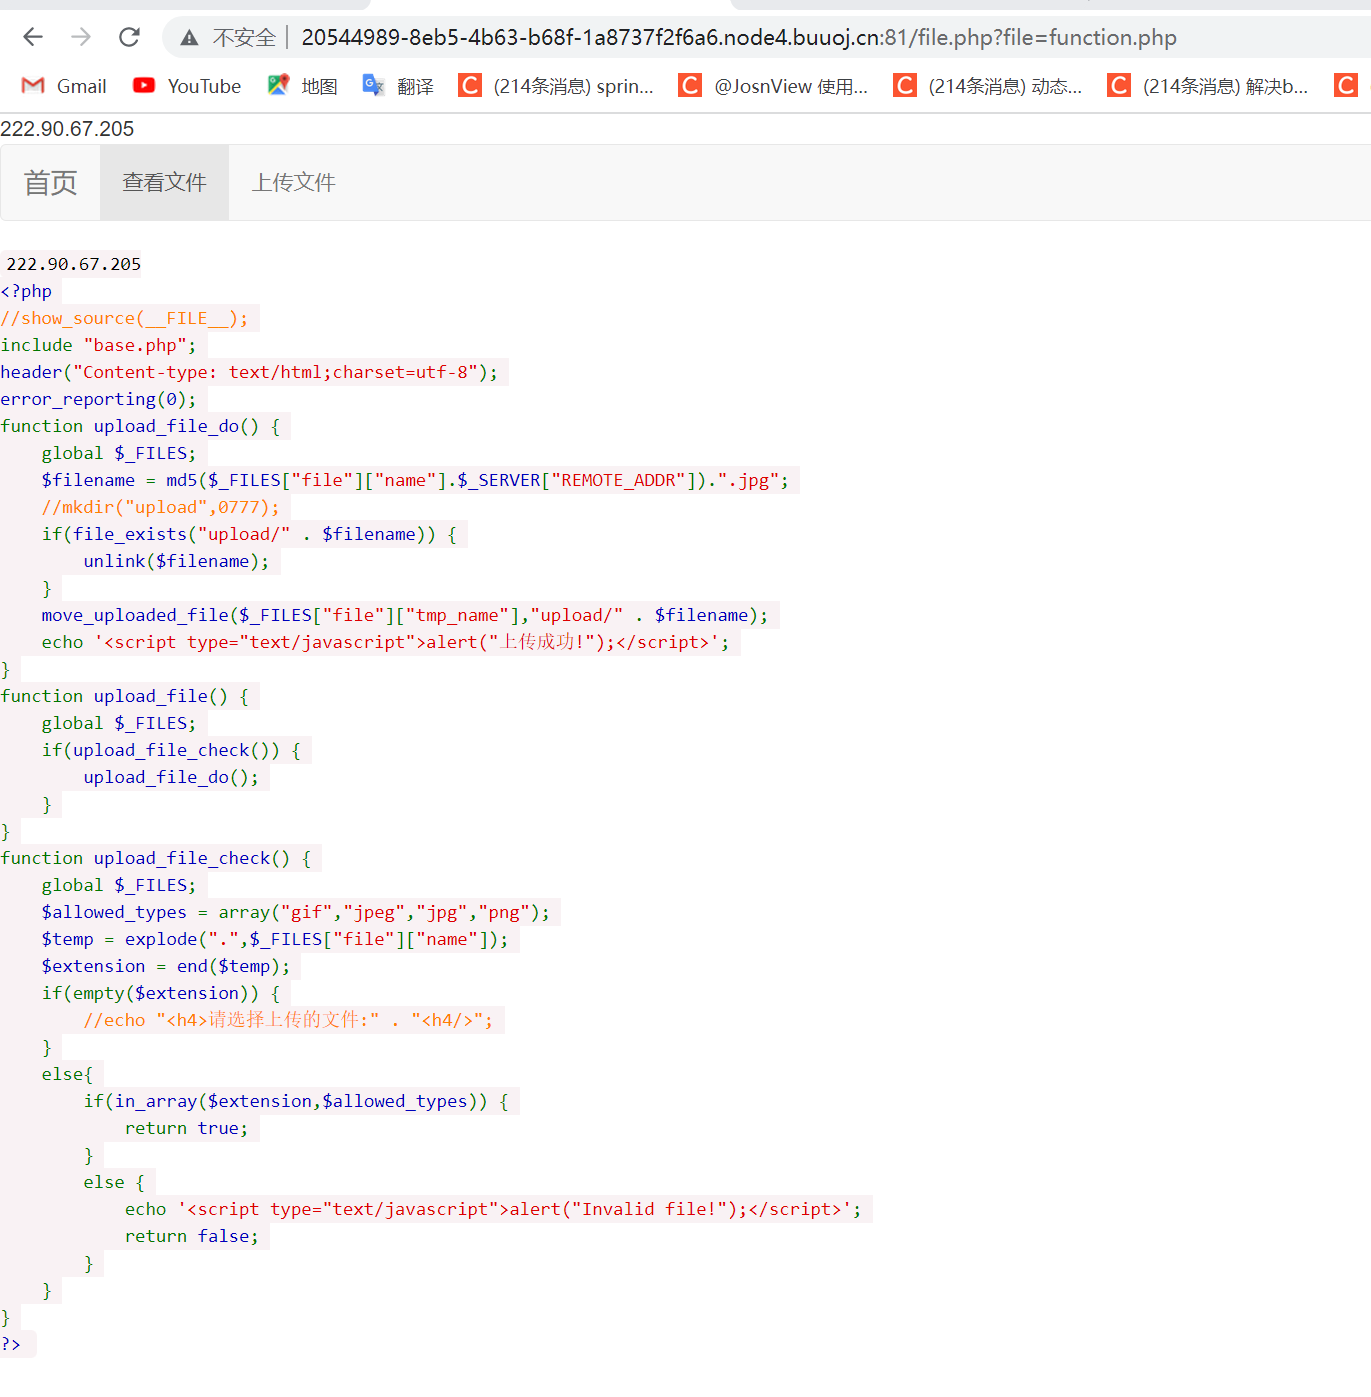 不安全 | 20544989-8eb5-4b63-b68f-1a8737f2f6a6.node4.buuoj.cn:81/file.php?file=function.php
Gmail YouTube 地图 翻译 (214条消息) sprin... @JosnView 使用... (214条消息) 动态... (214条消息) 解决b...
222.90.67.205
首页 查看文件 上传文件
222.90.67.205
<?php
//show_source(__FILE__);
include "base.php";
header("Content-type: text/html;charset=utf-8");
error_reporting(0);
function upload_file_do() {
    global $_FILES;
    $filename = md5($_FILES["file"]["name"].$_SERVER["REMOTE_ADDR"]).".jpg";
    //mkdir("upload",0777);
    if(file_exists("upload/" . $filename)) {
        unlink($filename);
    }
    move_uploaded_file($_FILES["file"]["tmp_name"],"upload/" . $filename);
    echo '<script type="text/javascript">alert("上传成功!");</script>';
}
function upload_file() {
    global $_FILES;
    if(upload_file_check()) {
        upload_file_do();
    }
}
function upload_file_check() {
    global $_FILES;
    $allowed_types = array("gif","jpeg","jpg","png");
    $temp = explode(".",$_FILES["file"]["name"]);
    $extension = end($temp);
    if(empty($extension)) {
        //echo "<h4>请选择上传的文件:" . "<h4/>";
    }
    else{
        if(in_array($extension,$allowed_types)) {
            return true;
        }
        else {
            echo '<script type="text/javascript">alert("Invalid file!");</script>';
            return false;
        }
    }
}
?>